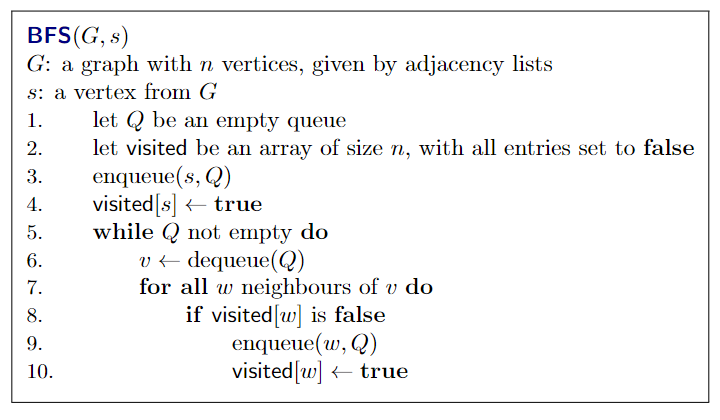 BFS(G, s)
G: a graph with n vertices, given by adjacency lists
s: a vertex from G
1. let Q be an empty queue
2. let visited be an array of size n, with all entries set to false
3. enqueue(s, Q)
4. visited[s] ← true
5. while Q not empty do
6. v ← dequeue(Q)
7. for all w neighbours of v do
8. if visited[w] is false
9. enqueue(w, Q)
10. visited[w] ← true